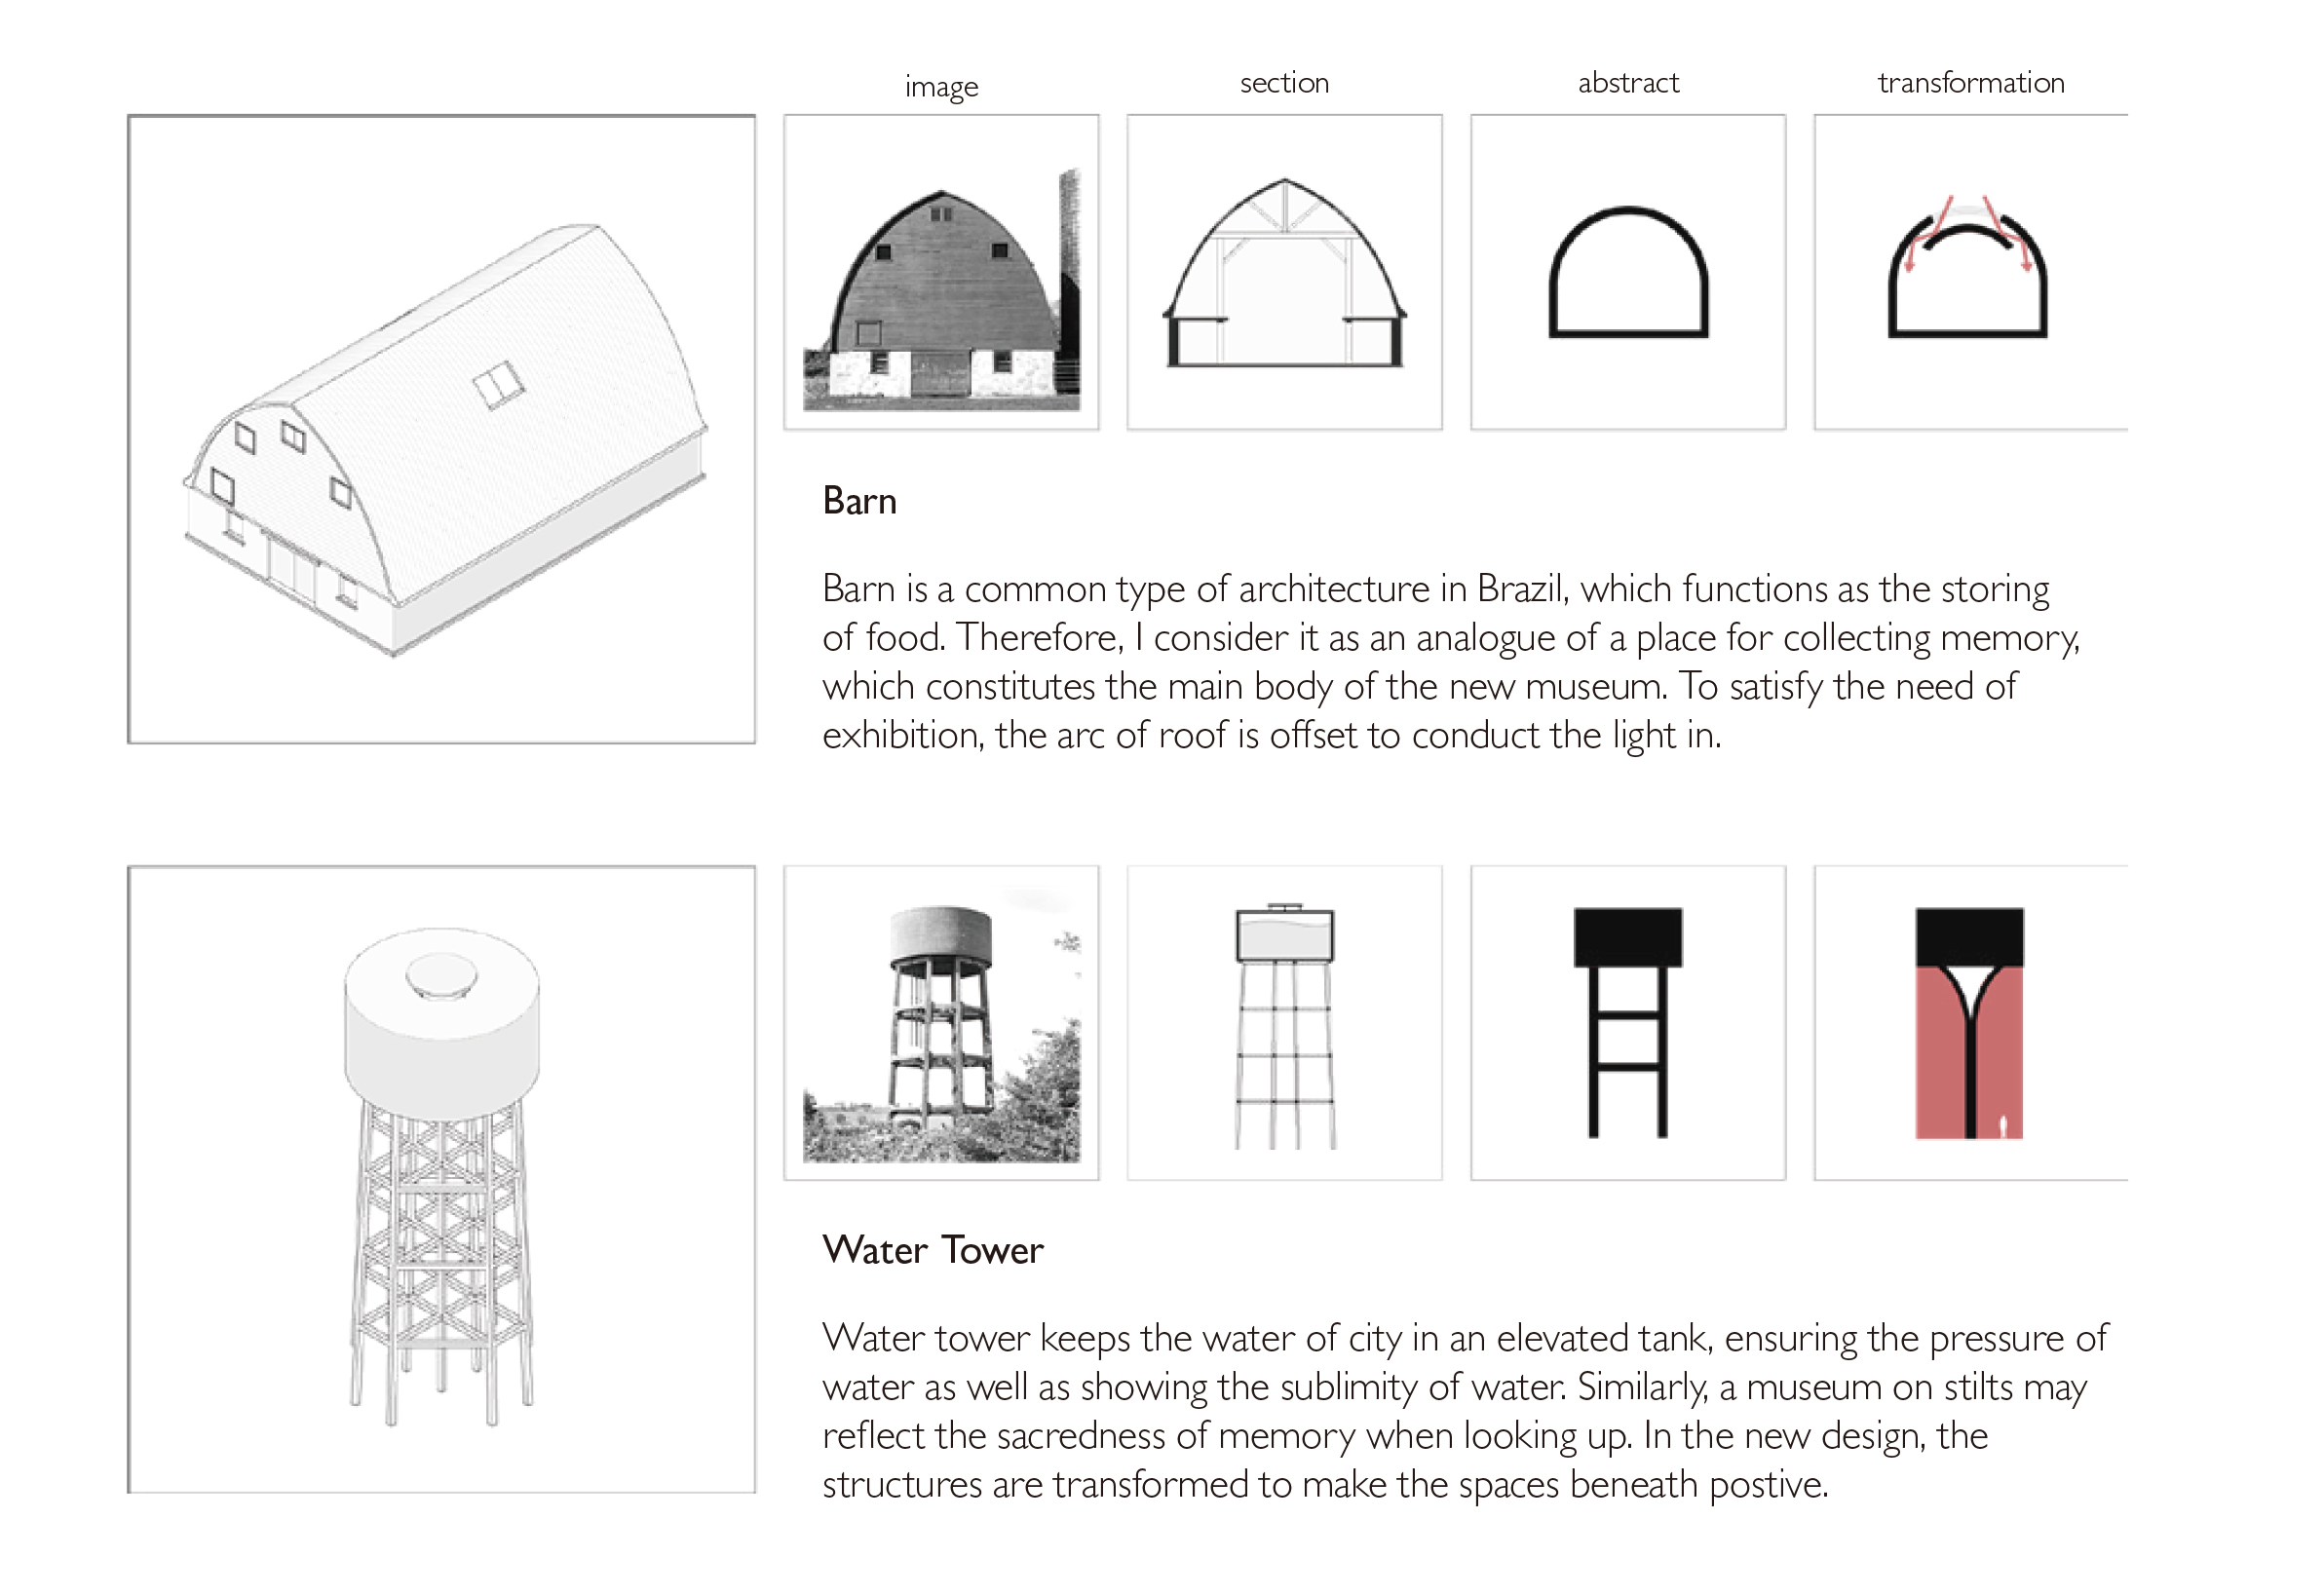 image
section
abstract
transformation
Barn
Barn is a common type of architecture in Brazil, which functions as the storing
of food. Therefore, I consider it as an analogue of a place for collecting memory,
which constitutes the main body of the new museum. To satisfy the need of
exhibition, the arc of roof is offset to conduct the light in.
Water Tower
Water tower keeps the water of city in an elevated tank, ensuring the pressure of
water as well as showing the sublimity of water. Similarly, a museum on stilts may
reflect the sacredness of memory when looking up. In the new design, the
structures are transformed to make the spaces beneath postive.